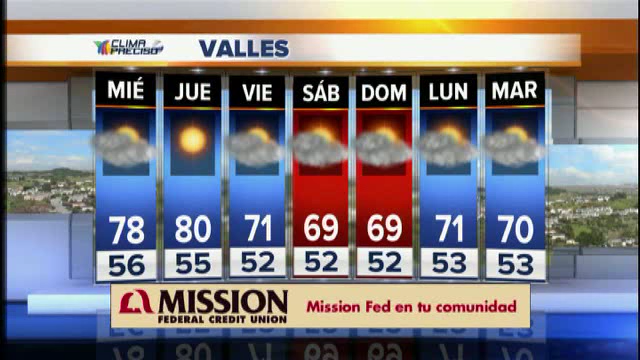 CLIMA
PRECISO
VALLES
MIÉ JUE VIE SÁB DOM LUN MAR
78 80 71 69 69 71 70
56 55 52 52 52 53 53
MISSION
FEDERAL CREDIT UNION
Mission Fed en tu comunidad